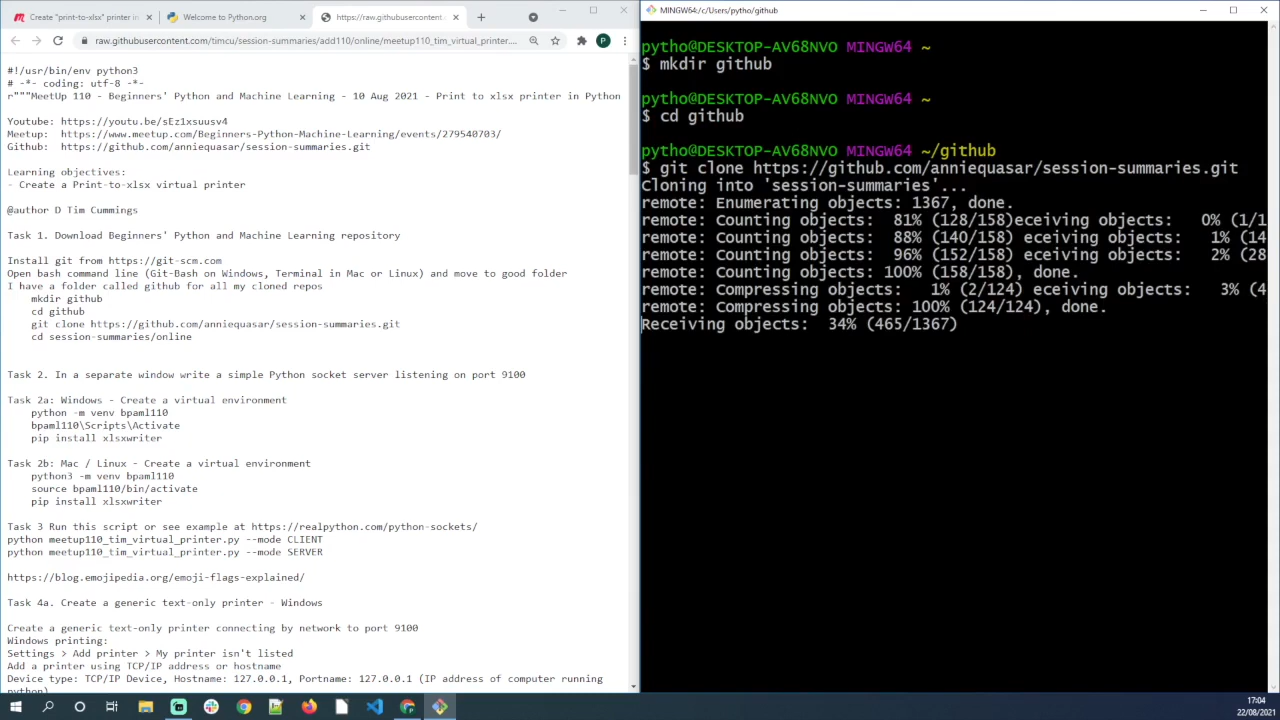 Create "print-to-xlsx" printer in
Welcome to Python.org
https://raw.githubusercontent.
raw.githubusercontent.com/timcu/session-summaries/add110/online/meetup110_tim_virtual_printer....
P
#!/usr/bin/env python3
# -*- coding: utf-8 -*-
r"""MeetUp 110 - Beginners' Python and Machine Learning - 10 Aug 2021 - Print to xlsx printer in Python
Youtube: https://youtu.be/sEz1xsuusv4
Meetup:  https://www.meetup.com/Beginners-Python-Machine-Learning/events/279540703/
Github:  https://github.com/anniequasar/session-summaries.git
Learning objectives:
- Create a Print-to-xlsx virtual printer
@author D Tim Cummings
Task 1. Download Beginners' Python and Machine Learning repository
Install git from https://git-scm.com
Open bash command line (Git-Bash on Windows, Terminal in Mac or Linux) and move to good folder
I have a folder called github for all my cloned repos
mkdir github
cd github
git clone https://github.com/anniequasar/session-summaries.git
cd session-summaries/online
Task 2. In a separate window write a simple Python socket server listening on port 9100
Task 2a: Windows - Create a virtual environment
python -m venv bpaml110
bpaml110\Scripts\Activate
pip install xlsxwriter
Task 2b: Mac / Linux - Create a virtual environment
python3 -m venv bpaml110
source bpaml110/bin/activate
pip install xlsxwriter
Task 3 Run this script or see example at https://realpython.com/python-sockets/
python meetup110_tim_virtual_printer.py --mode CLIENT
python meetup110_tim_virtual_printer.py --mode SERVER
https://blog.emojipedia.org/emoji-flags-explained/
Task 4a. Create a generic text-only printer - Windows
Create a generic text-only printer connecting by network to port 9100
Windows printing:
Settings > Add printer > My printer isn't listed
Add a printer using TCP/IP address or hostname
Device type: TCP/IP Device, Hostname: 127.0.0.1, Portname: 127.0.0.1 (IP address of computer running
python)
MINGW64:/c/Users/pytho/github
pytho@DESKTOP-AV68NVO MINGW64 ~
$ mkdir github
pytho@DESKTOP-AV68NVO MINGW64 ~
$ cd github
pytho@DESKTOP-AV68NVO MINGW64 ~/github
$ git clone https://github.com/anniequasar/session-summaries.git
Cloning into 'session-summaries'...
remote: Enumerating objects: 1367, done.
remote: Counting objects:  81% (128/158)eceiving objects:   0% (1/1
remote: Counting objects:  88% (140/158) eceiving objects:   1% (14
remote: Counting objects:  96% (152/158) eceiving objects:   2% (28
remote: Counting objects: 100% (158/158), done.
remote: Compressing objects:   1% (2/124) eceiving objects:   3% (4
remote: Compressing objects: 100% (124/124), done.
Receiving objects:  34% (465/1367)
17:04
22/08/2021